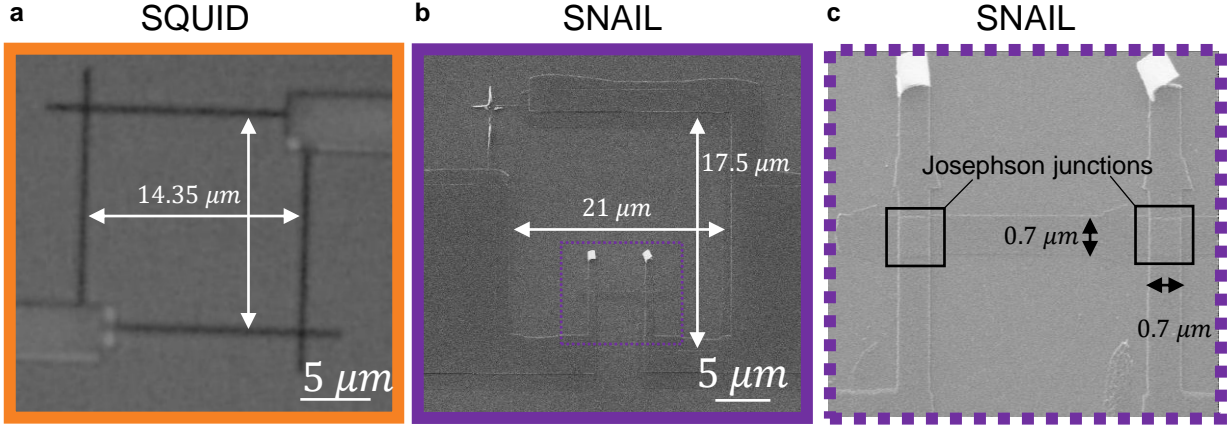 a
SQUID
14.35 μm
5 μm
b
SNAIL
17.5 μm
21 μm
5 μm
c
SNAIL
Josephson junctions
0.7 μm
0.7 μm